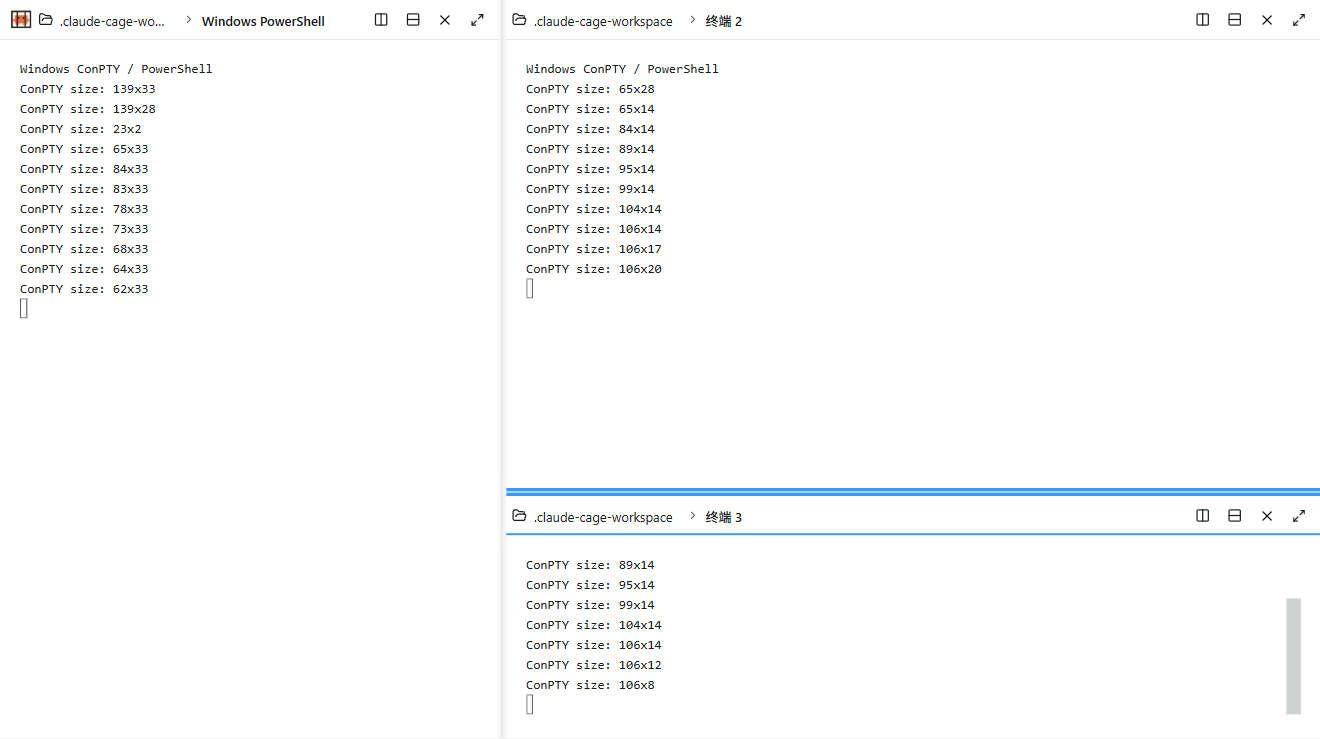 .claude-cage-wo... > Windows PowerShell
Windows ConPTY / PowerShell
ConPTY size: 139x33
ConPTY size: 139x28
ConPTY size: 23x2
ConPTY size: 65x33
ConPTY size: 84x33
ConPTY size: 83x33
ConPTY size: 78x33
ConPTY size: 73x33
ConPTY size: 68x33
ConPTY size: 64x33
ConPTY size: 62x33
.claude-cage-workspace > 终端 2
Windows ConPTY / PowerShell
ConPTY size: 65x28
ConPTY size: 65x14
ConPTY size: 84x14
ConPTY size: 89x14
ConPTY size: 95x14
ConPTY size: 99x14
ConPTY size: 104x14
ConPTY size: 106x14
ConPTY size: 106x17
ConPTY size: 106x20
.claude-cage-workspace > 终端 3
ConPTY size: 89x14
ConPTY size: 95x14
ConPTY size: 99x14
ConPTY size: 104x14
ConPTY size: 106x14
ConPTY size: 106x12
ConPTY size: 106x8